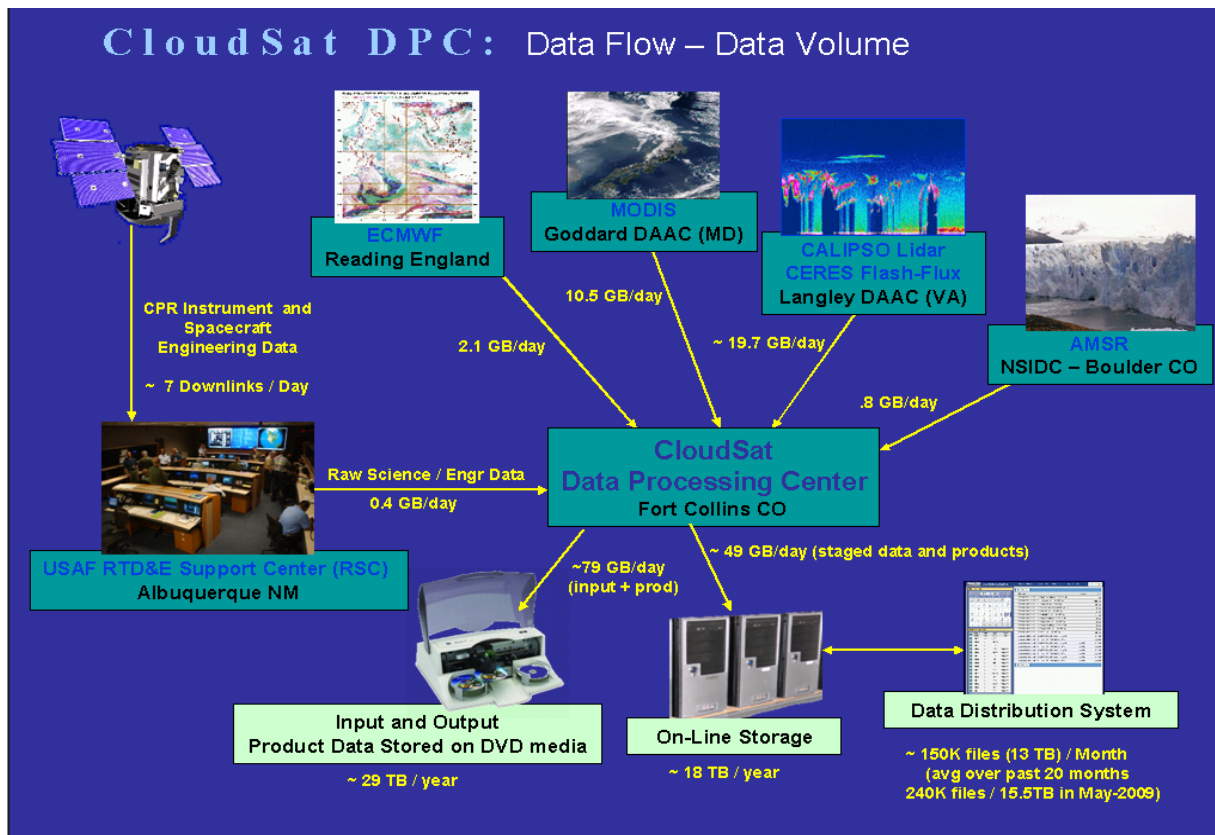 CloudSat DPC: Data Flow – Data Volume
ECMWF
Reading England
MODIS
Goddard DAAC (MD)
CALIPSO Lidar
CERES Flash-Flux
Langley DAAC (VA)
AMSR
NSIDC – Boulder CO
CPR Instrument and
Spacecraft
Engineering Data
~ 7 Downlinks / Day
2.1 GB/day
10.5 GB/day
~ 19.7 GB/day
.8 GB/day
USAF RTD&E Support Center (RSC)
Albuquerque NM
Raw Science / Engr Data
0.4 GB/day
CloudSat
Data Processing Center
Fort Collins CO
~79 GB/day
(input + prod)
~ 49 GB/day (staged data and products)
Input and Output
Product Data Stored on DVD media
~ 29 TB / year
On-Line Storage
~ 18 TB / year
Data Distribution System
~ 150K files (13 TB) / Month
(avg over past 20 months
240K files / 15.5TB in May-2009)